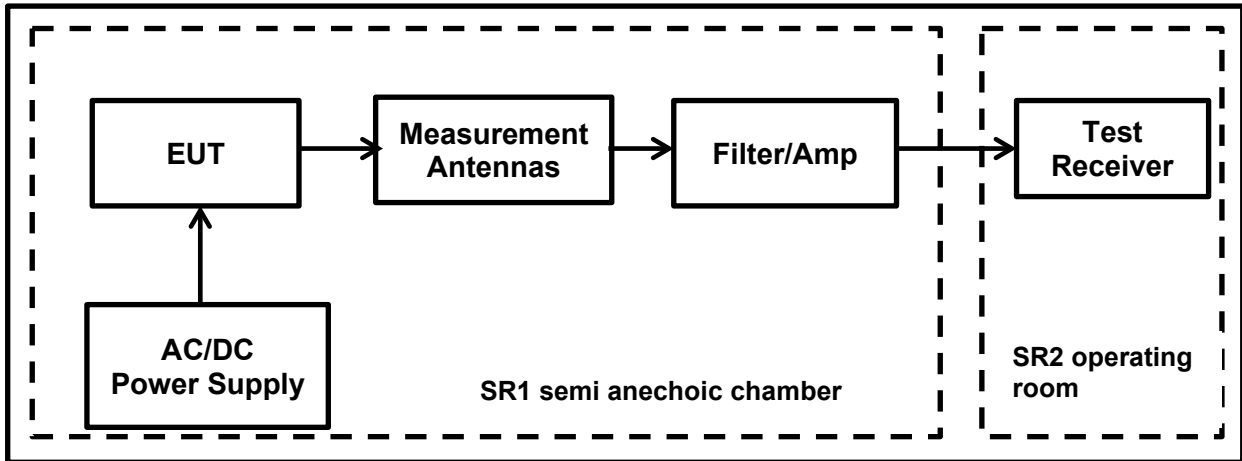 EUT
Measurement
Antennas
Filter/Amp
Test
Receiver
AC/DC
Power Supply
SR1 semi anechoic chamber
SR2 operating
room